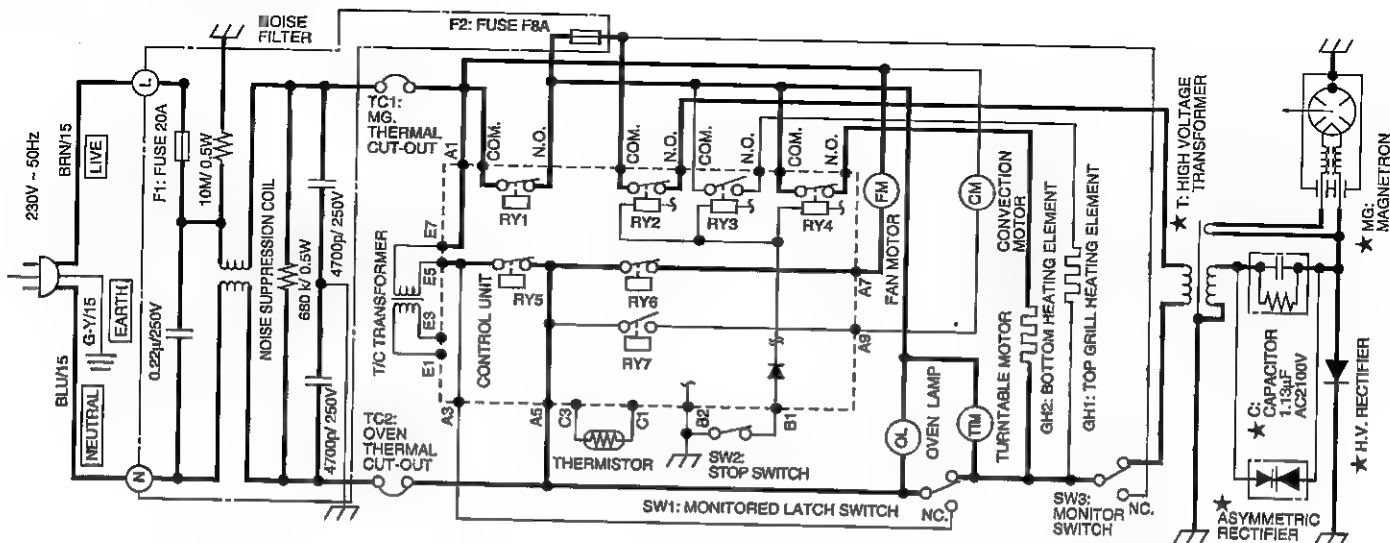 NOISE
FILTER
F2: FUSE F8A
230V ~ 50Hz
BRN/15
LIVE
L
F1: FUSE 20A
10M/ 0.5W
G-Y/15
EARTH
BLU/15
NEUTRAL
N
0.22μ/250V
NOISE SUPPRESSION COIL
680 k/ 0.5W
4700p/ 250V
4700p/ 250V
TC1:
MG.
THERMAL
CUT-OUT
TC2:
OVEN
THERMAL
CUT-OUT
T/C TRANSFORMER
CONTROL UNIT
A1
E7
E5
E3
E1
A3
A5
C3
C1
B2
B1
A7
A9
COM.
N.O.
COM.
N.O.
COM.
N.O.
COM.
N.O.
RY1
RY2
RY3
RY4
RY5
RY6
RY7
THERMISTOR
SW2:
STOP SWITCH
FM
FAN MOTOR
CM
CONVECTION
MOTOR
OL
OVEN LAMP
TTM
TURNTABLE MOTOR
GH2: BOTTOM HEATING ELEMENT
GH1: TOP GRILL HEATING ELEMENT
SW1: MONITORED LATCH SWITCH
NC.
SW3:
MONITOR
SWITCH
NC.
★ T: HIGH VOLTAGE
TRANSFORMER
★ MG:
MAGNETRON
★ C:
CAPACITOR
1.13μF
AC2100V
★ H.V. RECTIFIER
★
ASYMMETRIC
RECTIFIER